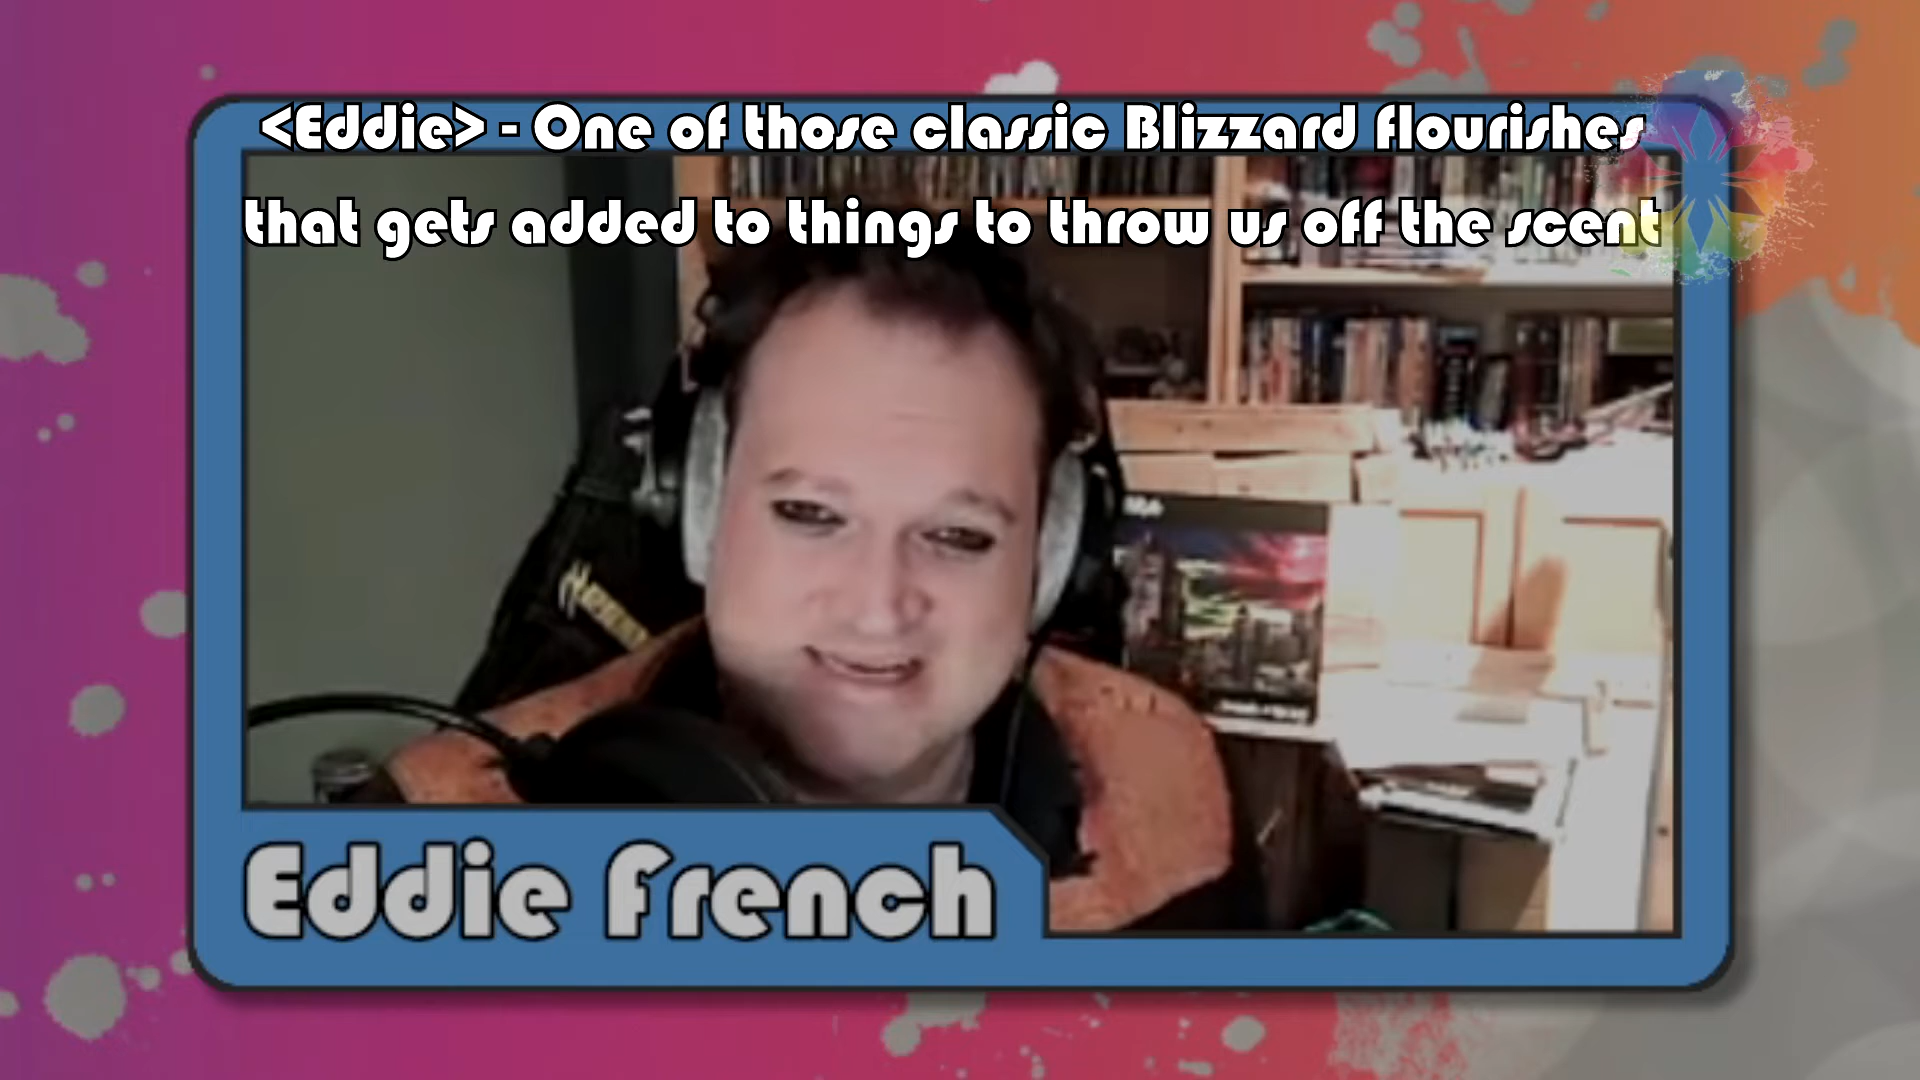 <Eddie> - One of those classic Blizzard flourishes
that gets added to things to throw us off the scent
Eddie French